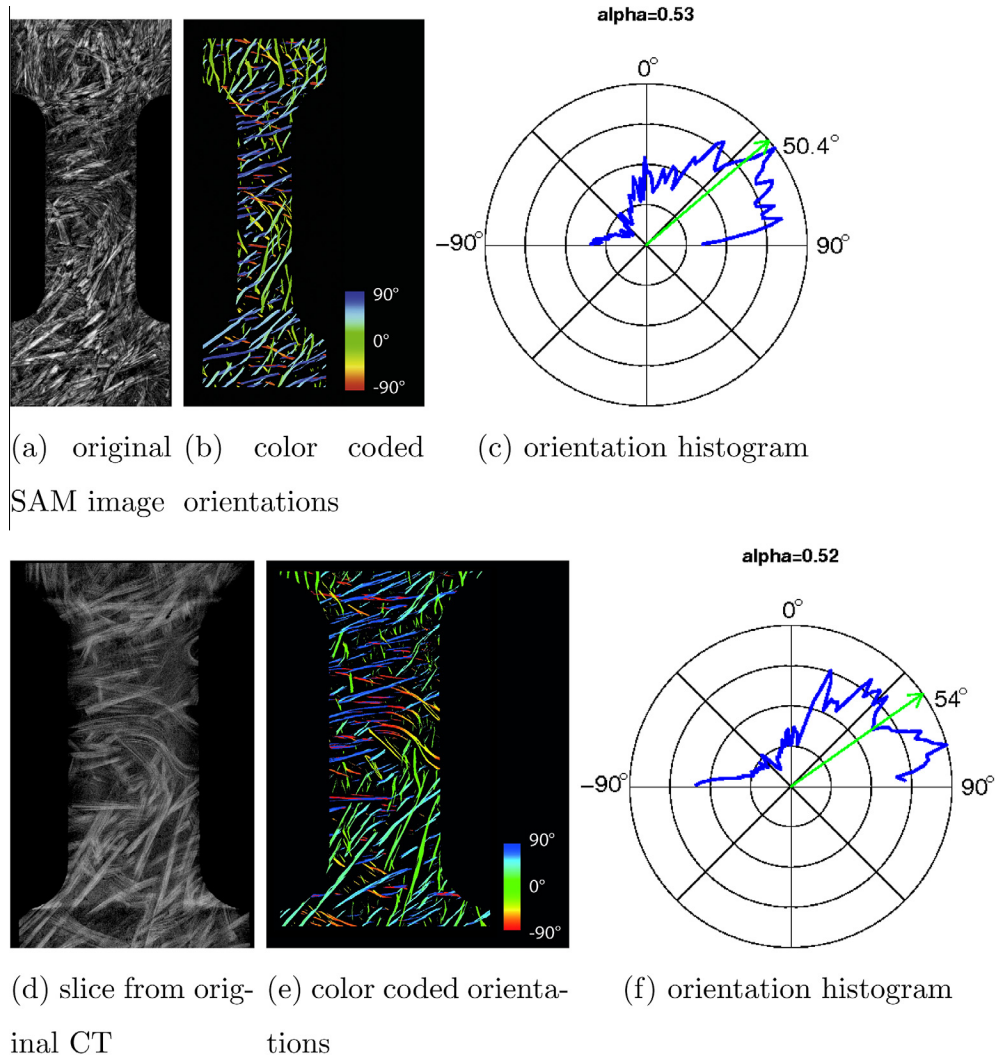 alpha=0.53
0°
50.4°
-90°
90°
90°
0°
-90°
(a) original
SAM image
(b) color coded
orientations
(c) orientation histogram
alpha=0.52
0°
54°
-90°
90°
90°
0°
-90°
(d) slice from orig-
inal CT
(e) color coded orienta-
tions
(f) orientation histogram